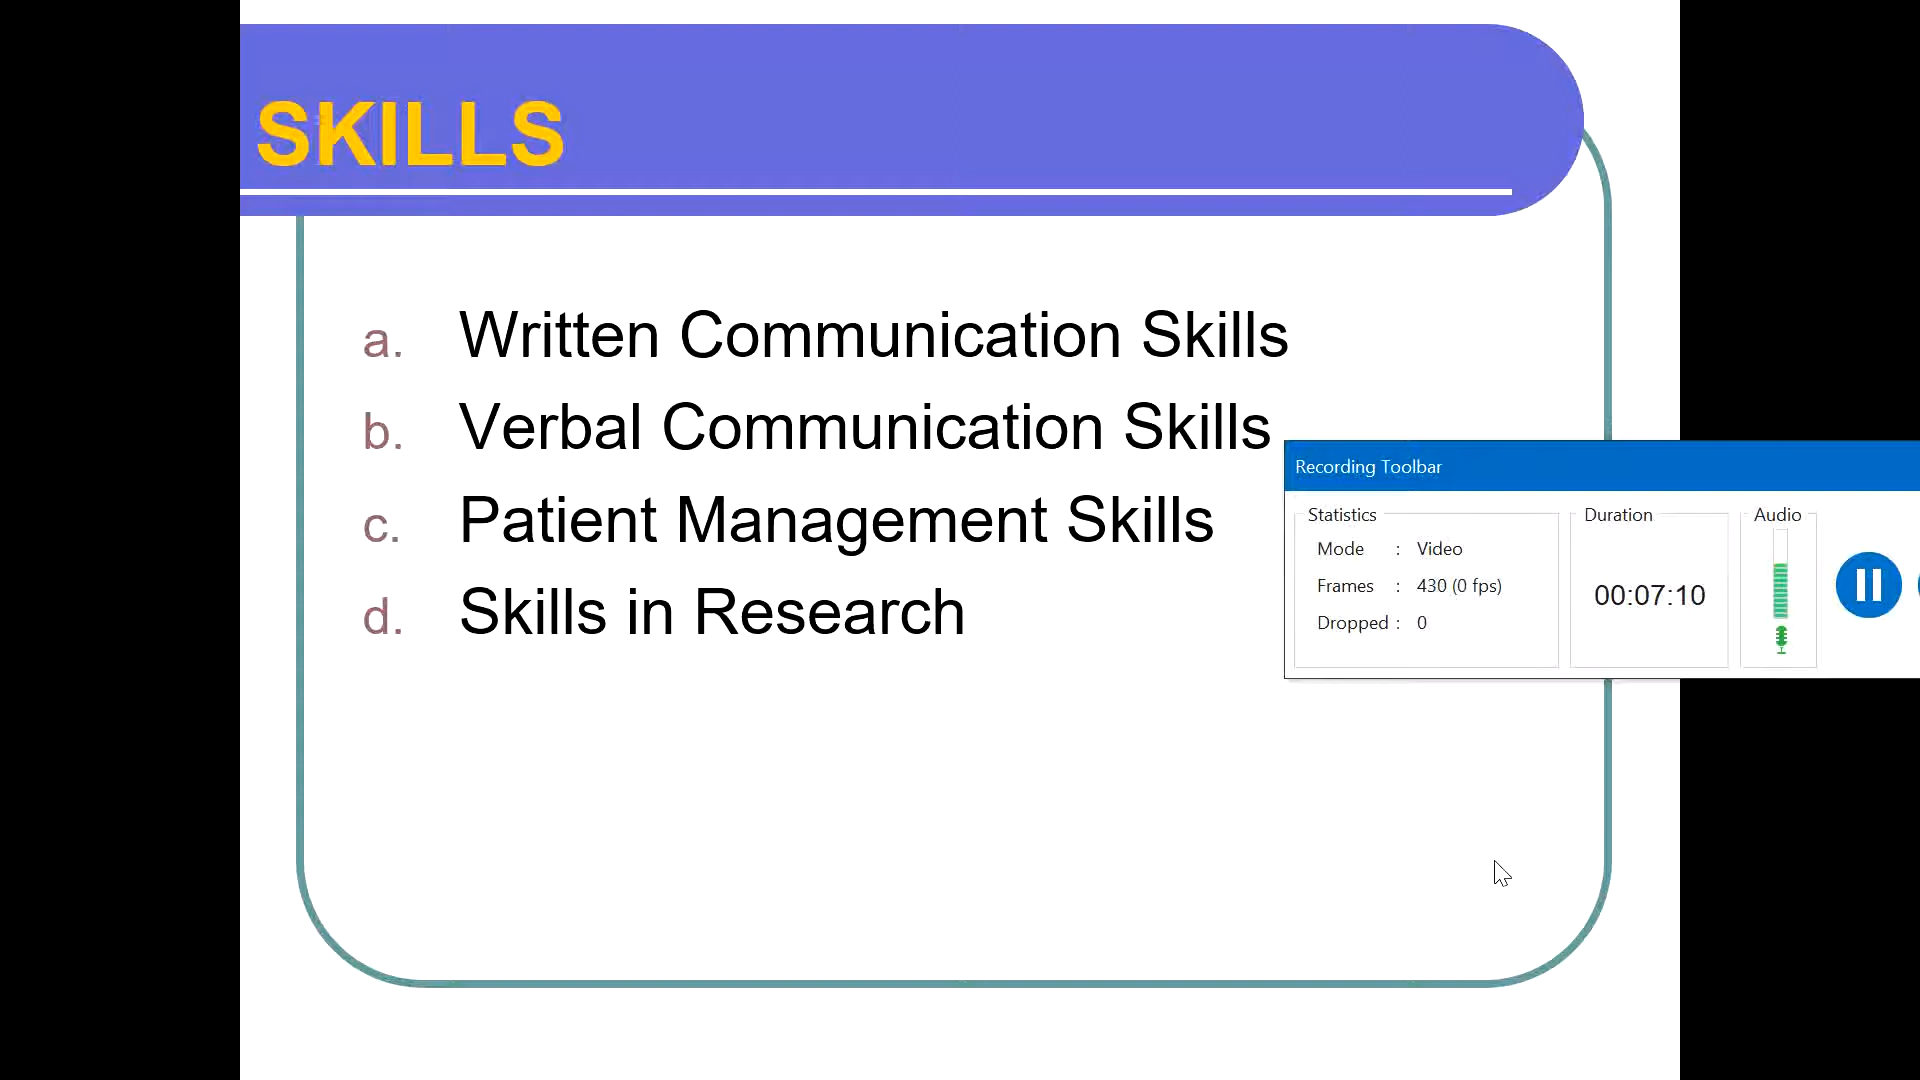 SKILLS
a. Written Communication Skills
b. Verbal Communication Skills
c. Patient Management Skills
d. Skills in Research
Recording Toolbar
Statistics
Mode : Video
Frames : 430 (0 fps)
Dropped : 0
Duration
00:07:10
Audio